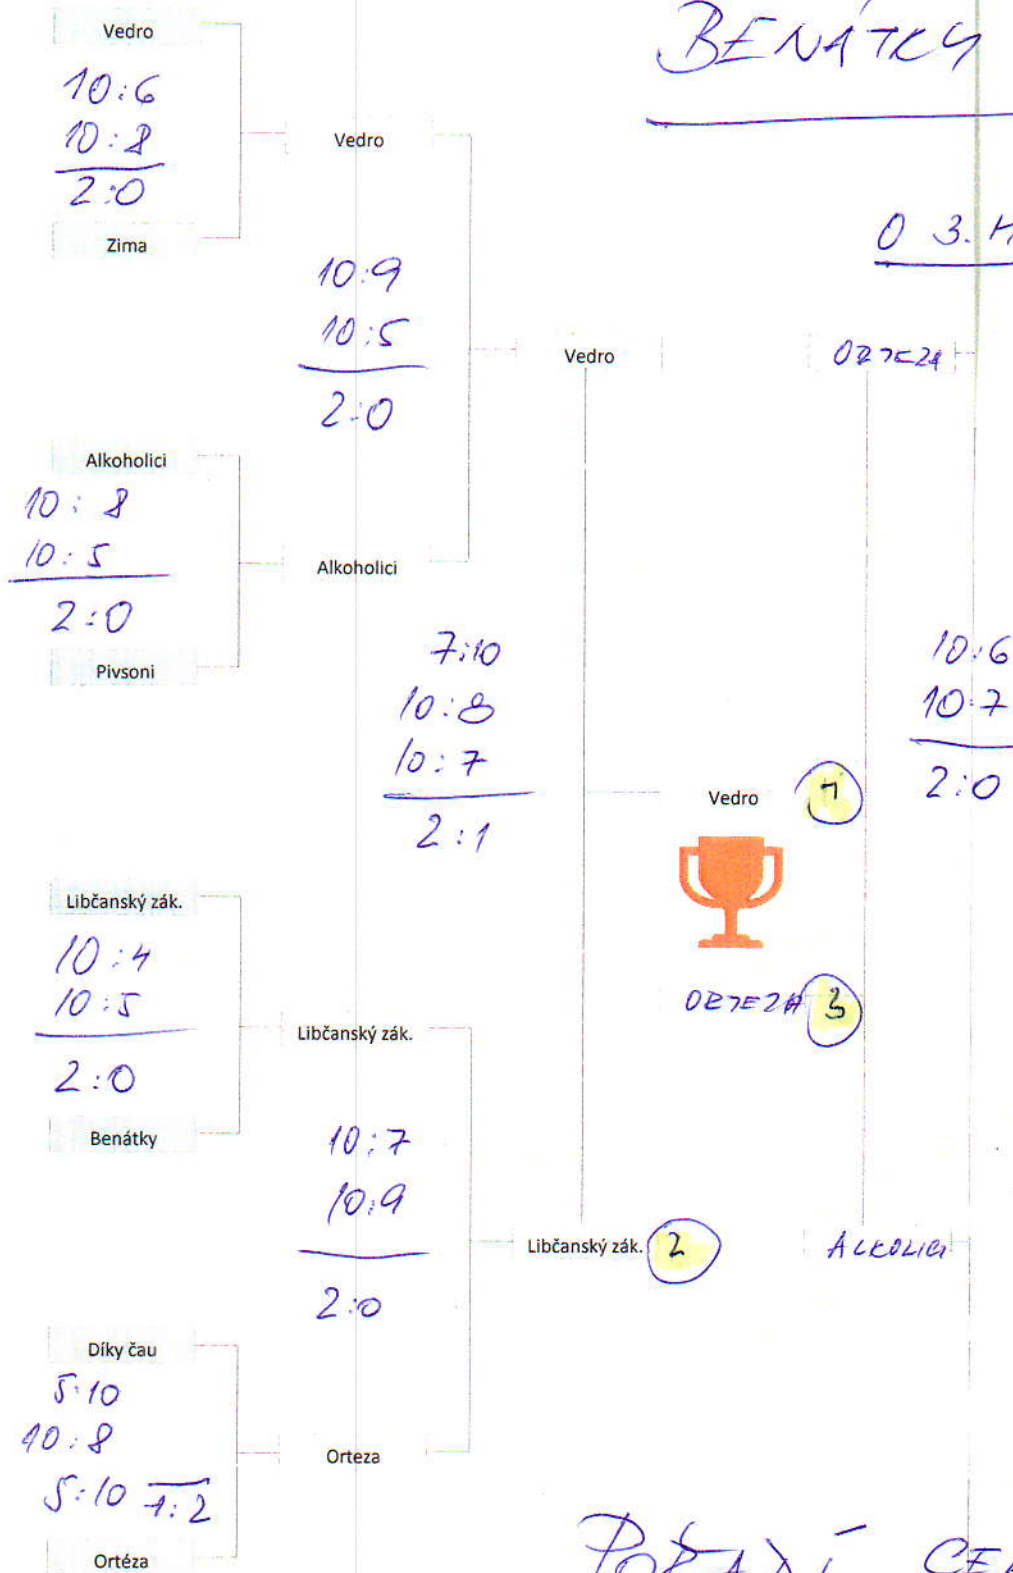 Vedro
BENÁTKY
10:6
10:8
2:0
Vedro
Zima
O 3. M
10:9
10:5
2:0
Vedro
ORTEZA
Alkoholici
10:8
10:5
2:0
Alkoholici
Pivsoni
7:10
10:8
10:7
2:1
10:6
10:7
2:0
Vedro 1
Libčanský zák.
10:4
10:5
2:0
ORTEZA 3
Libčanský zák.
Benátky
10:7
10:9
2:0
Libčanský zák. 2
Díky čau
5:10
10:8
5:10 1:2
Orteza
Ortéza
POŘADÍ CEL